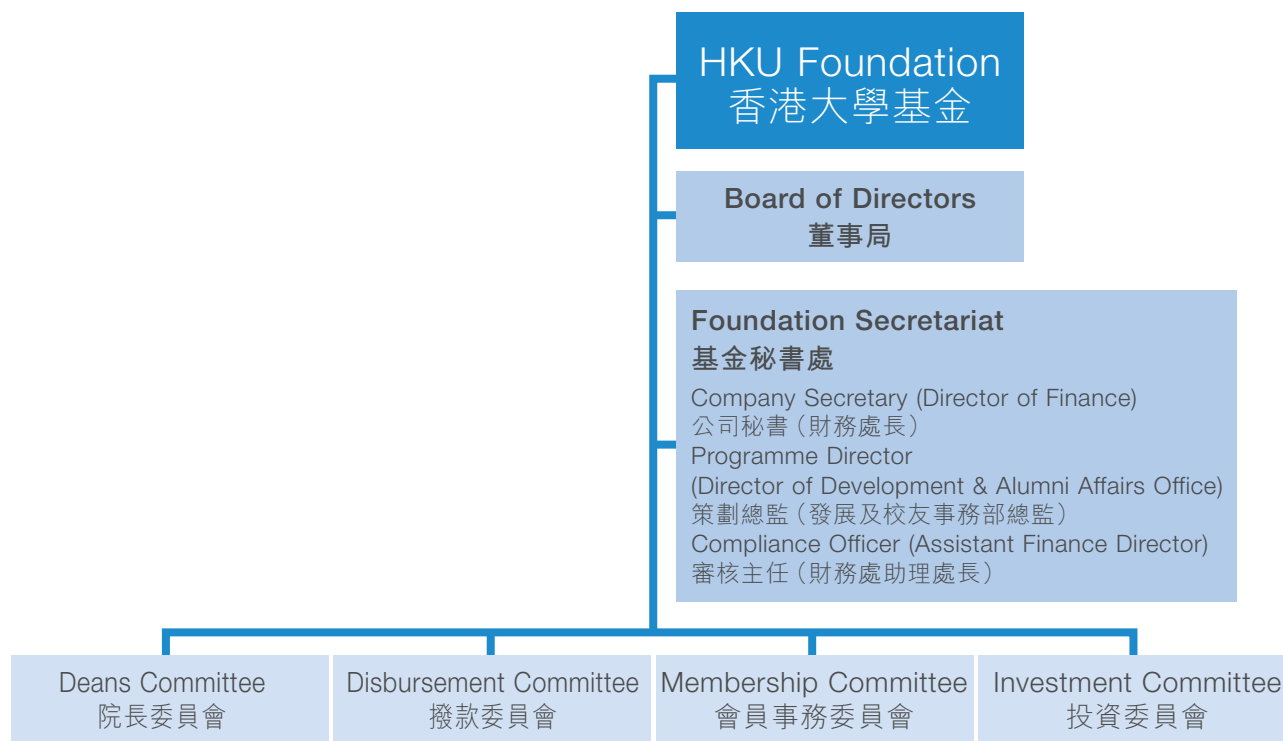 HKU Foundation
香港大學基金
Board of Directors
董事局
Foundation Secretariat
基金秘書處
Company Secretary (Director of Finance)
公司秘書（財務處長）
Programme Director
(Director of Development & Alumni Affairs Office)
策劃總監（發展及校友事務部總監）
Compliance Officer (Assistant Finance Director)
審核主任（財務處助理處長）
Deans Committee
院長委員會
Disbursement Committee
撥款委員會
Membership Committee
會員事務委員會
Investment Committee
投資委員會